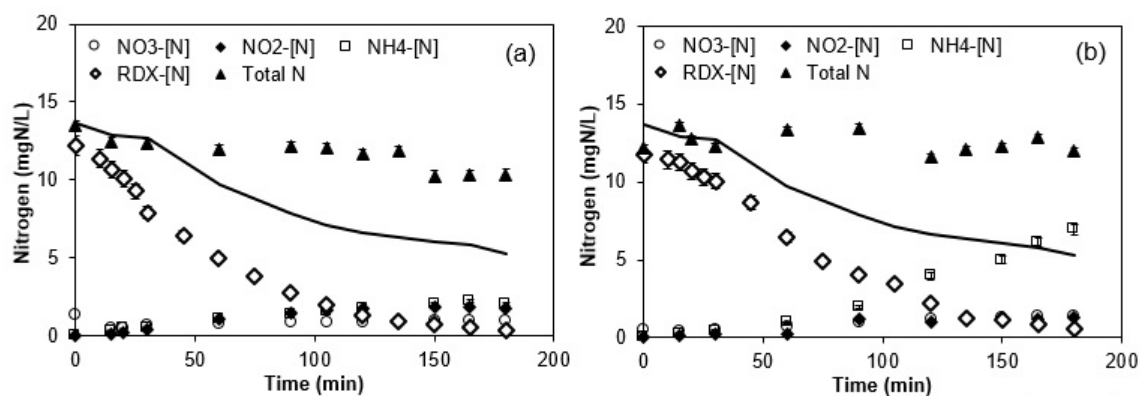 20
15
10
5
0
Nitrogen (mgN/L)
NO3-[N] NO2-[N] NH4-[N]
RDX-[N] Total N
(a)
0 50 100 150 200
Time (min)
20
15
10
5
0
Nitrogen (mgN/L)
NO3-[N] NO2-[N] NH4-[N]
RDX-[N] Total N
(b)
0 50 100 150 200
Time (min)